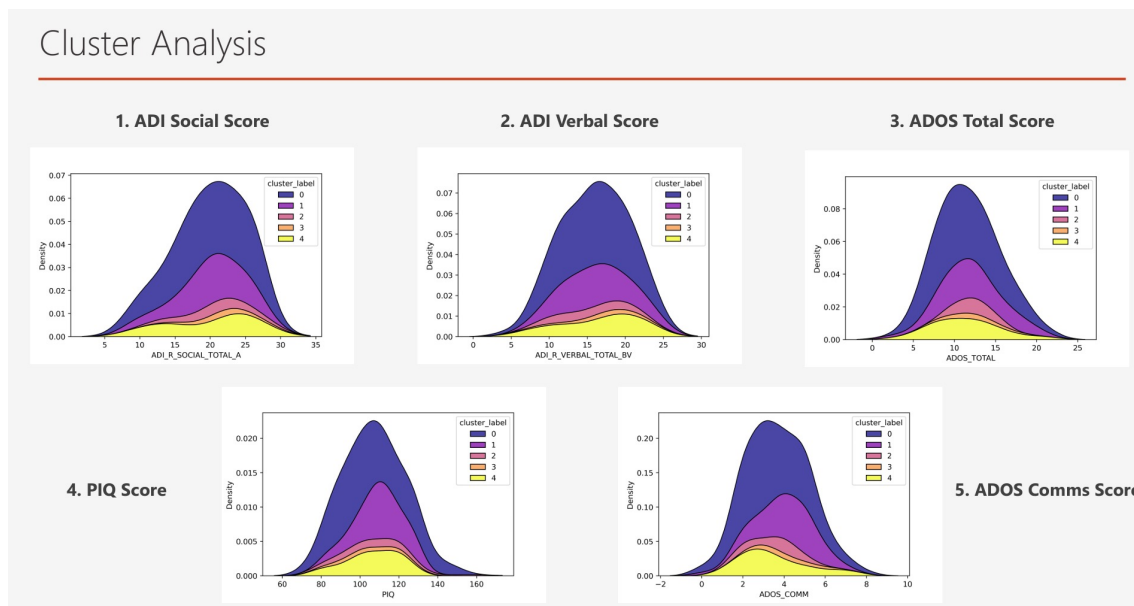 Cluster Analysis
1. ADI Social Score
2. ADI Verbal Score
3. ADOS Total Score
0.07
0.06
0.05
0.04
0.03
0.02
0.01
0.00
Density
cluster_label
0
1
2
3
4
5 10 15 20 25 30 35
ADI_R_SOCIAL_TOTAL_A
0.07
0.06
0.05
0.04
0.03
0.02
0.01
0.00
Density
cluster_label
0
1
2
3
4
0 5 10 15 20 25 30
ADI_R_VERBAL_TOTAL_BV
0.08
0.06
0.04
0.02
0.00
Density
cluster_label
0
1
2
3
4
0 5 10 15 20 25
ADOS_TOTAL
4. PIQ Score
0.020
0.015
0.010
0.005
0.000
Density
cluster_label
0
1
2
3
4
60 80 100 120 140 160
PIQ
0.20
0.15
0.10
0.05
0.00
Density
cluster_label
0
1
2
3
4
−2 0 2 4 6 8 10
ADOS_COMM
5. ADOS Comms Score